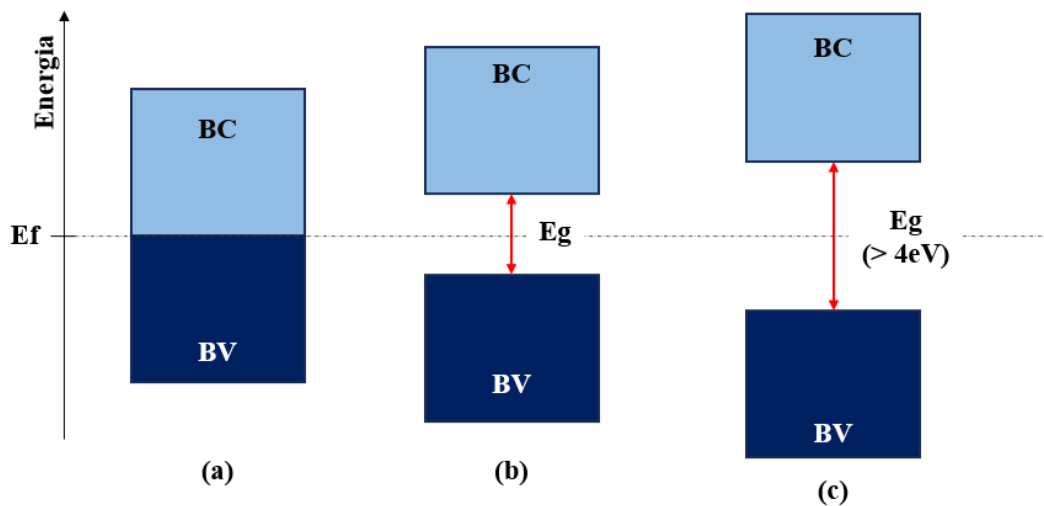 Energia
Ef
BC
BV
(a)
BC
Eg
BV
(b)
BC
Eg
(> 4eV)
BV
(c)